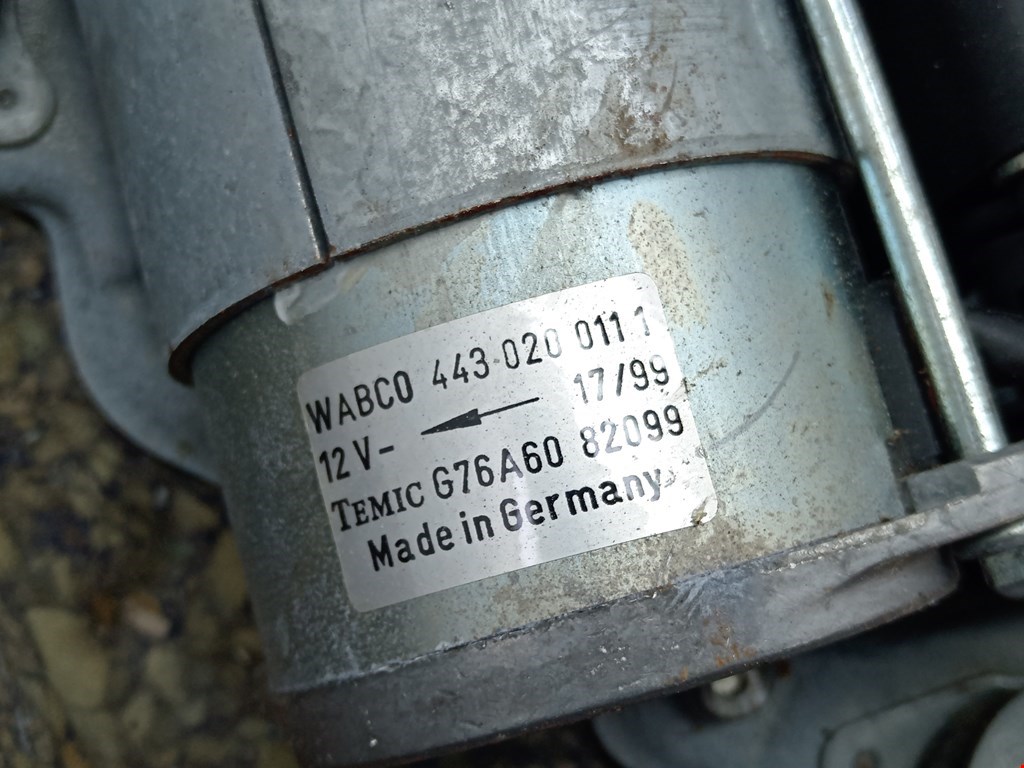 WABCO 443 020 011 1
12 V- 17/99
TEMIC G76A60 82099
Made in Germany